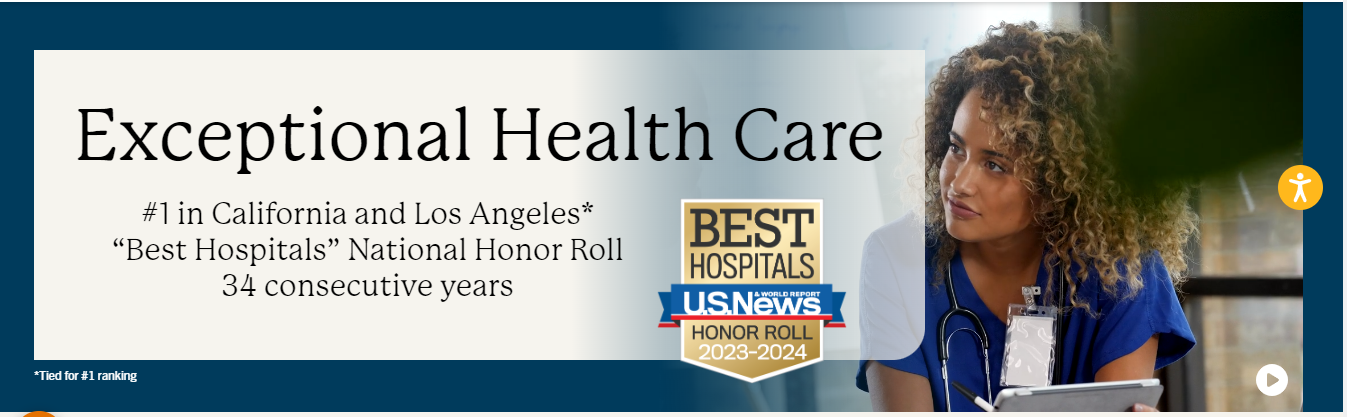 Exceptional Health Care
#1 in California and Los Angeles*
“Best Hospitals” National Honor Roll
34 consecutive years
BEST
HOSPITALS
U.S.News
& WORLD REPORT
HONOR ROLL
2023-2024
*Tied for #1 ranking